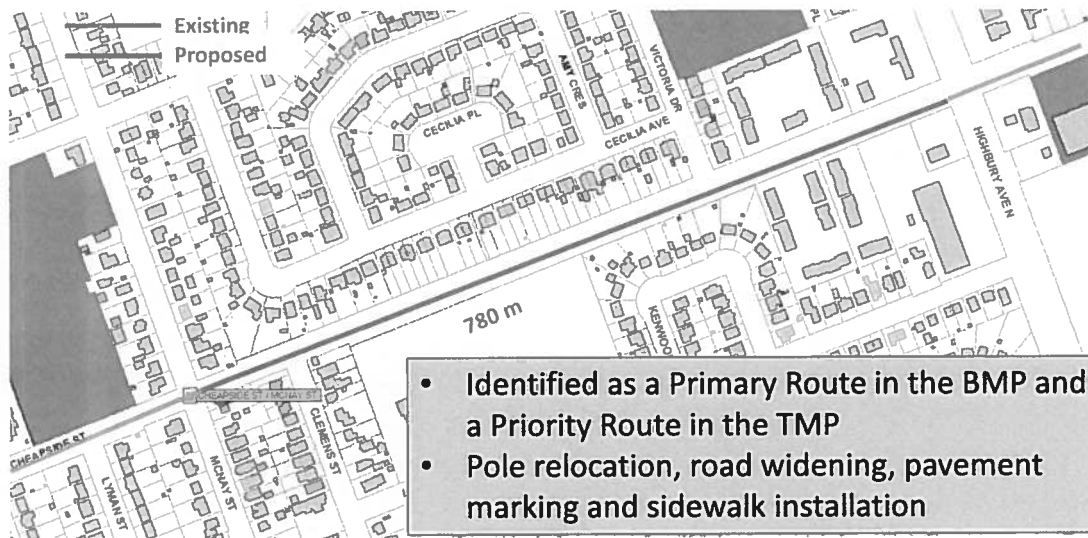 Existing
Proposed
PL
AMY CRES
VICTORIA DR
CECILIA PL
CECILIA AVE
HIGHBURY AVE N
780 m
KENWOO
CHEAPSIDE ST / MCNAY ST
CHEAPSIDE ST
LYMAN ST
MCNAY ST
CLEMENS ST
• Identified as a Primary Route in the BMP and
a Priority Route in the TMP
• Pole relocation, road widening, pavement
marking and sidewalk installation